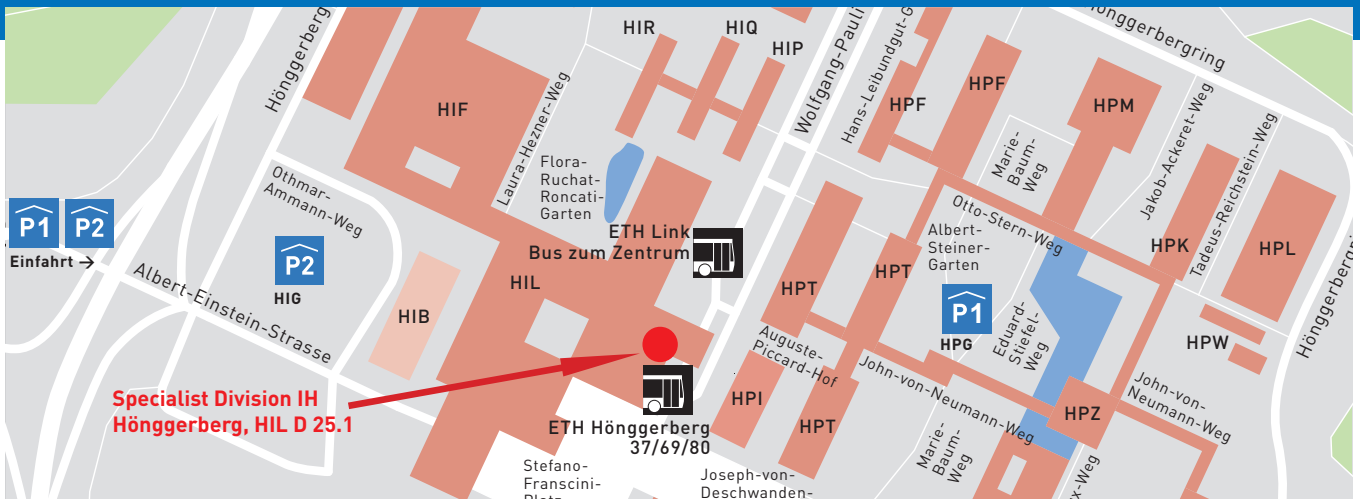 Hönggerberg
HIF
HIR
HIQ
HIP
Laura-Hezner-Weg
Wolfgang-Pauli
Hans-Leibundgut-G
HPF
HPF
Hönggerbergring
HPM
Marie-
Baum-
Weg
Jakob-Ackeret-Weg
Tadeus-Reichstein-Weg
Othmar-
Ammann-Weg
Flora-
Ruchat-
Roncati-
Garten
ETH Link
Bus zum Zentrum
P1
P2
Einfahrt →
P2
HIG
Albert-Einstein-Strasse
HIB
HIL
HPT
HPT
Albert-
Steiner-
Garten
Otto-Stern-Weg
P1
HPG
Eduard-
Stiefel-
Weg
HPK
HPL
HPW
Hönggerbergring
Auguste-
Piccard-Hof
John-von-Neumann-Weg
John-von-
Neumann-Weg
HPI
HPT
HPZ
Marie-
Baum-
Weg
x-Weg
Specialist Division IH
Hönggerberg, HIL D 25.1
ETH Hönggerberg
37/69/80
Stefano-
Franscini-
Platz
Joseph-von-
Deschwanden-